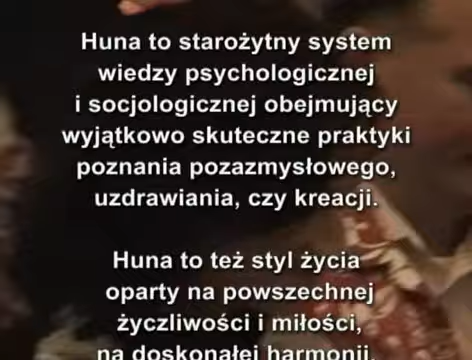 Huna to starożytny system
wiedzy psychologicznej
i socjologicznej obejmujący
wyjątkowo skuteczne praktyki
poznania pozazmysłowego,
uzdrawiania, czy kreacji.
Huna to też styl życia
oparty na powszechnej
życzliwości i miłości,
na doskonałej harmonii